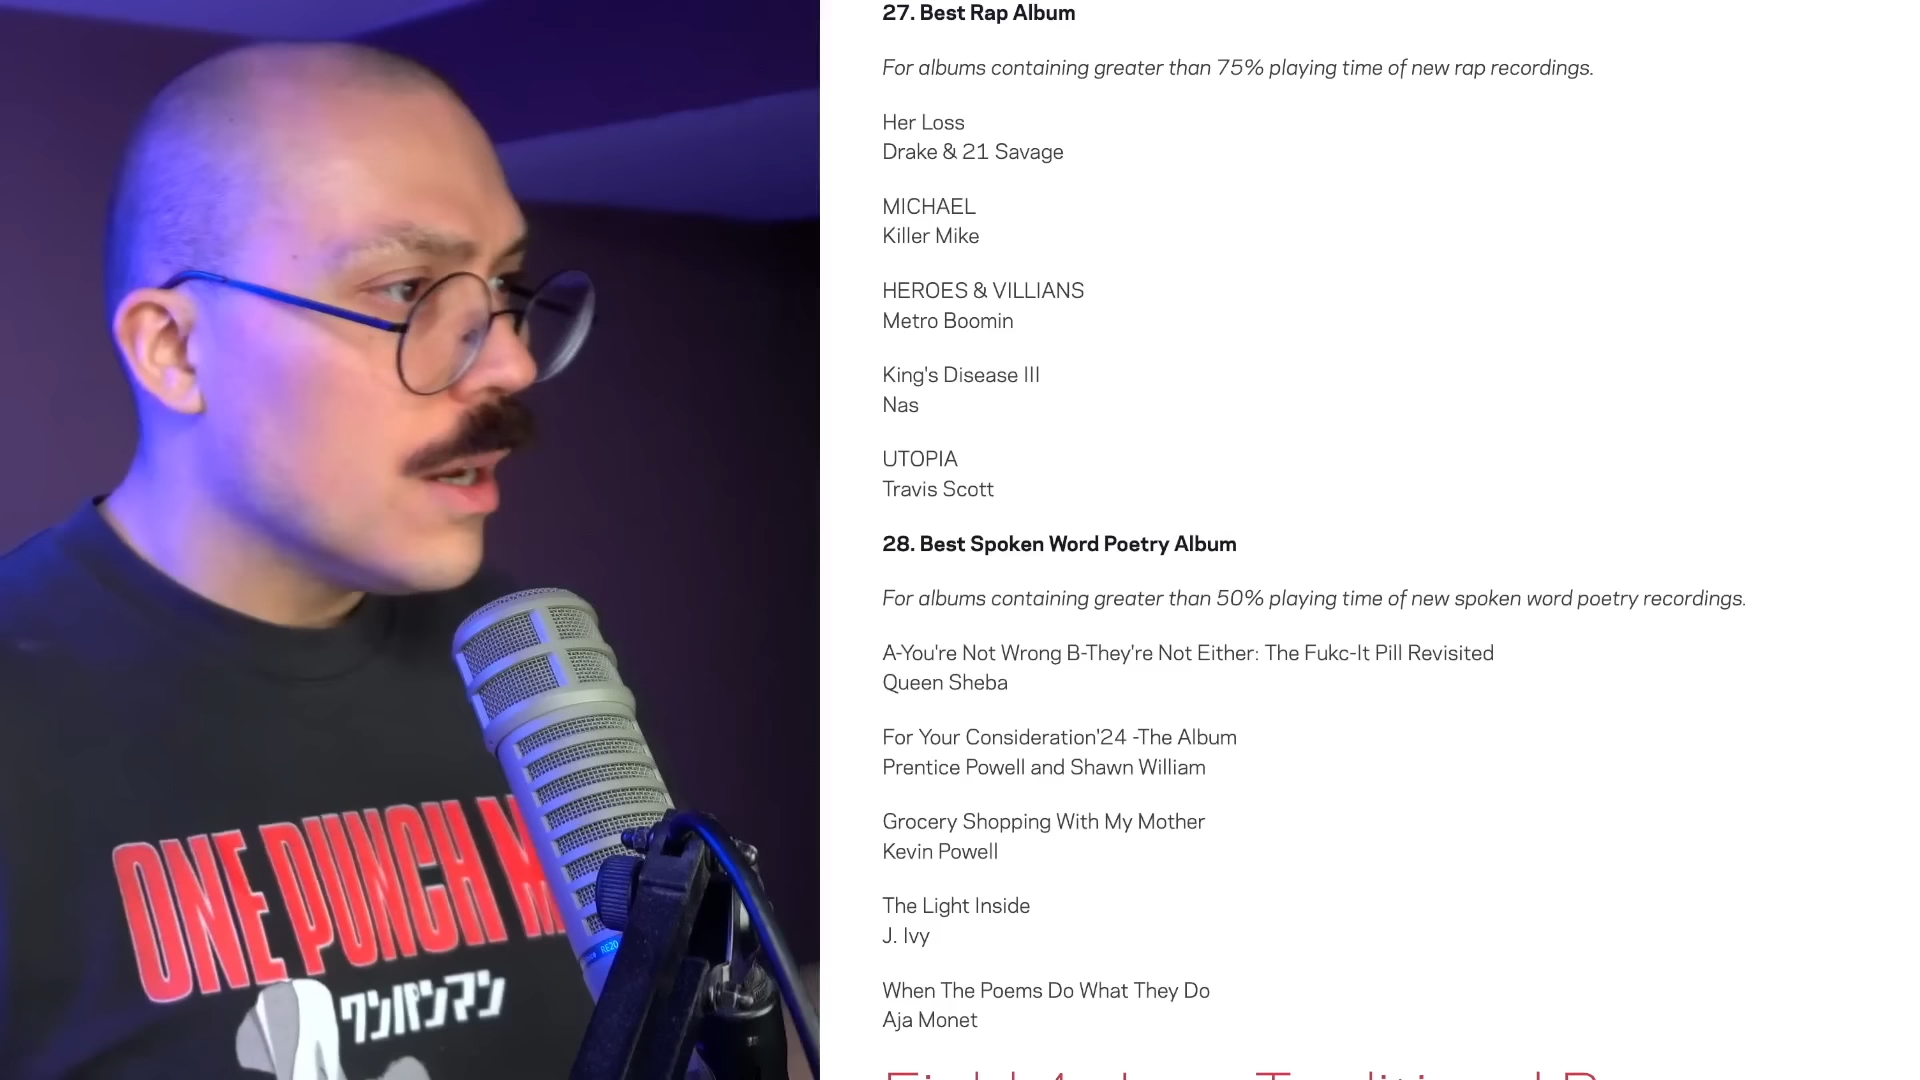 27. Best Rap Album
For albums containing greater than 75% playing time of new rap recordings.
Her Loss
Drake & 21 Savage
MICHAEL
Killer Mike
HEROES & VILLIANS
Metro Boomin
King's Disease III
Nas
UTOPIA
Travis Scott
28. Best Spoken Word Poetry Album
For albums containing greater than 50% playing time of new spoken word poetry recordings.
A-You're Not Wrong B-They're Not Either: The Fukc-It Pill Revisited
Queen Sheba
For Your Consideration'24 -The Album
Prentice Powell and Shawn William
Grocery Shopping With My Mother
Kevin Powell
The Light Inside
J. Ivy
When The Poems Do What They Do
Aja Monet
ONE PUNCH M
ワンパンマン
RE20